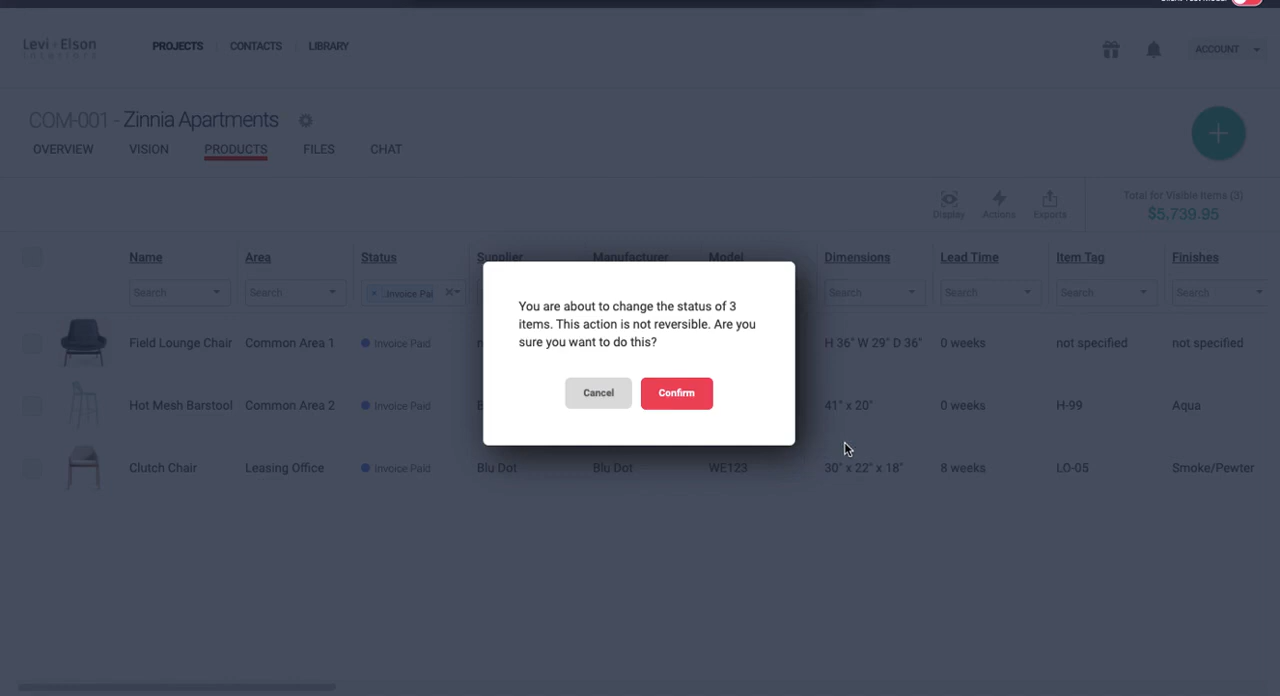 Levi + Elson
INTERIORS
PROJECTS CONTACTS LIBRARY
ACCOUNT
COM-001 - Zinnia Apartments
OVERVIEW VISION PRODUCTS FILES CHAT
Display Actions Exports
Total for Visible Items (3)
$5,739.95
Name Area Status Supplier Manufacturer Model Dimensions Lead Time Item Tag Finishes
Search Search × Invoice Pai × Search Search Search Search
Field Lounge Chair Common Area 1 Invoice Paid H 36" W 29" D 36" 0 weeks not specified not specified
Hot Mesh Barstool Common Area 2 Invoice Paid 41" x 20" 0 weeks H-99 Aqua
Clutch Chair Leasing Office Invoice Paid Blu Dot Blu Dot WE123 30" x 22" x 18" 8 weeks LO-05 Smoke/Pewter
You are about to change the status of 3
items. This action is not reversible. Are you
sure you want to do this?
Cancel Confirm